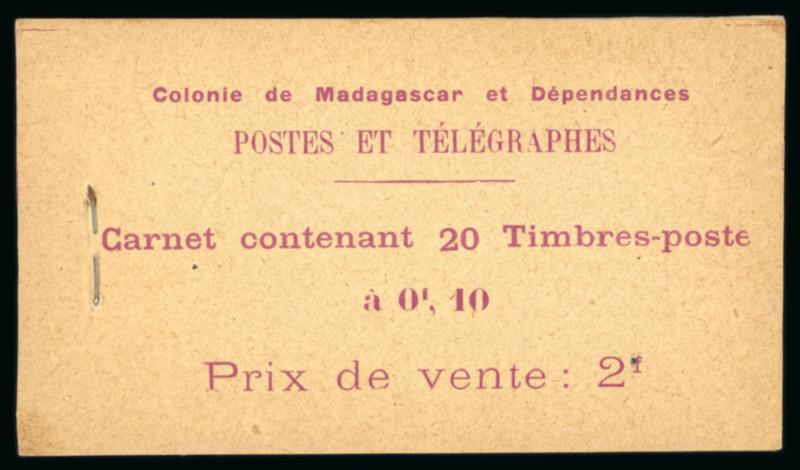 Colonie de Madagascar et Dépendances
POSTES ET TÉLÉGRAPHES
Carnet contenant 20 Timbres-poste
à 0f, 10
Prix de vente : 2f